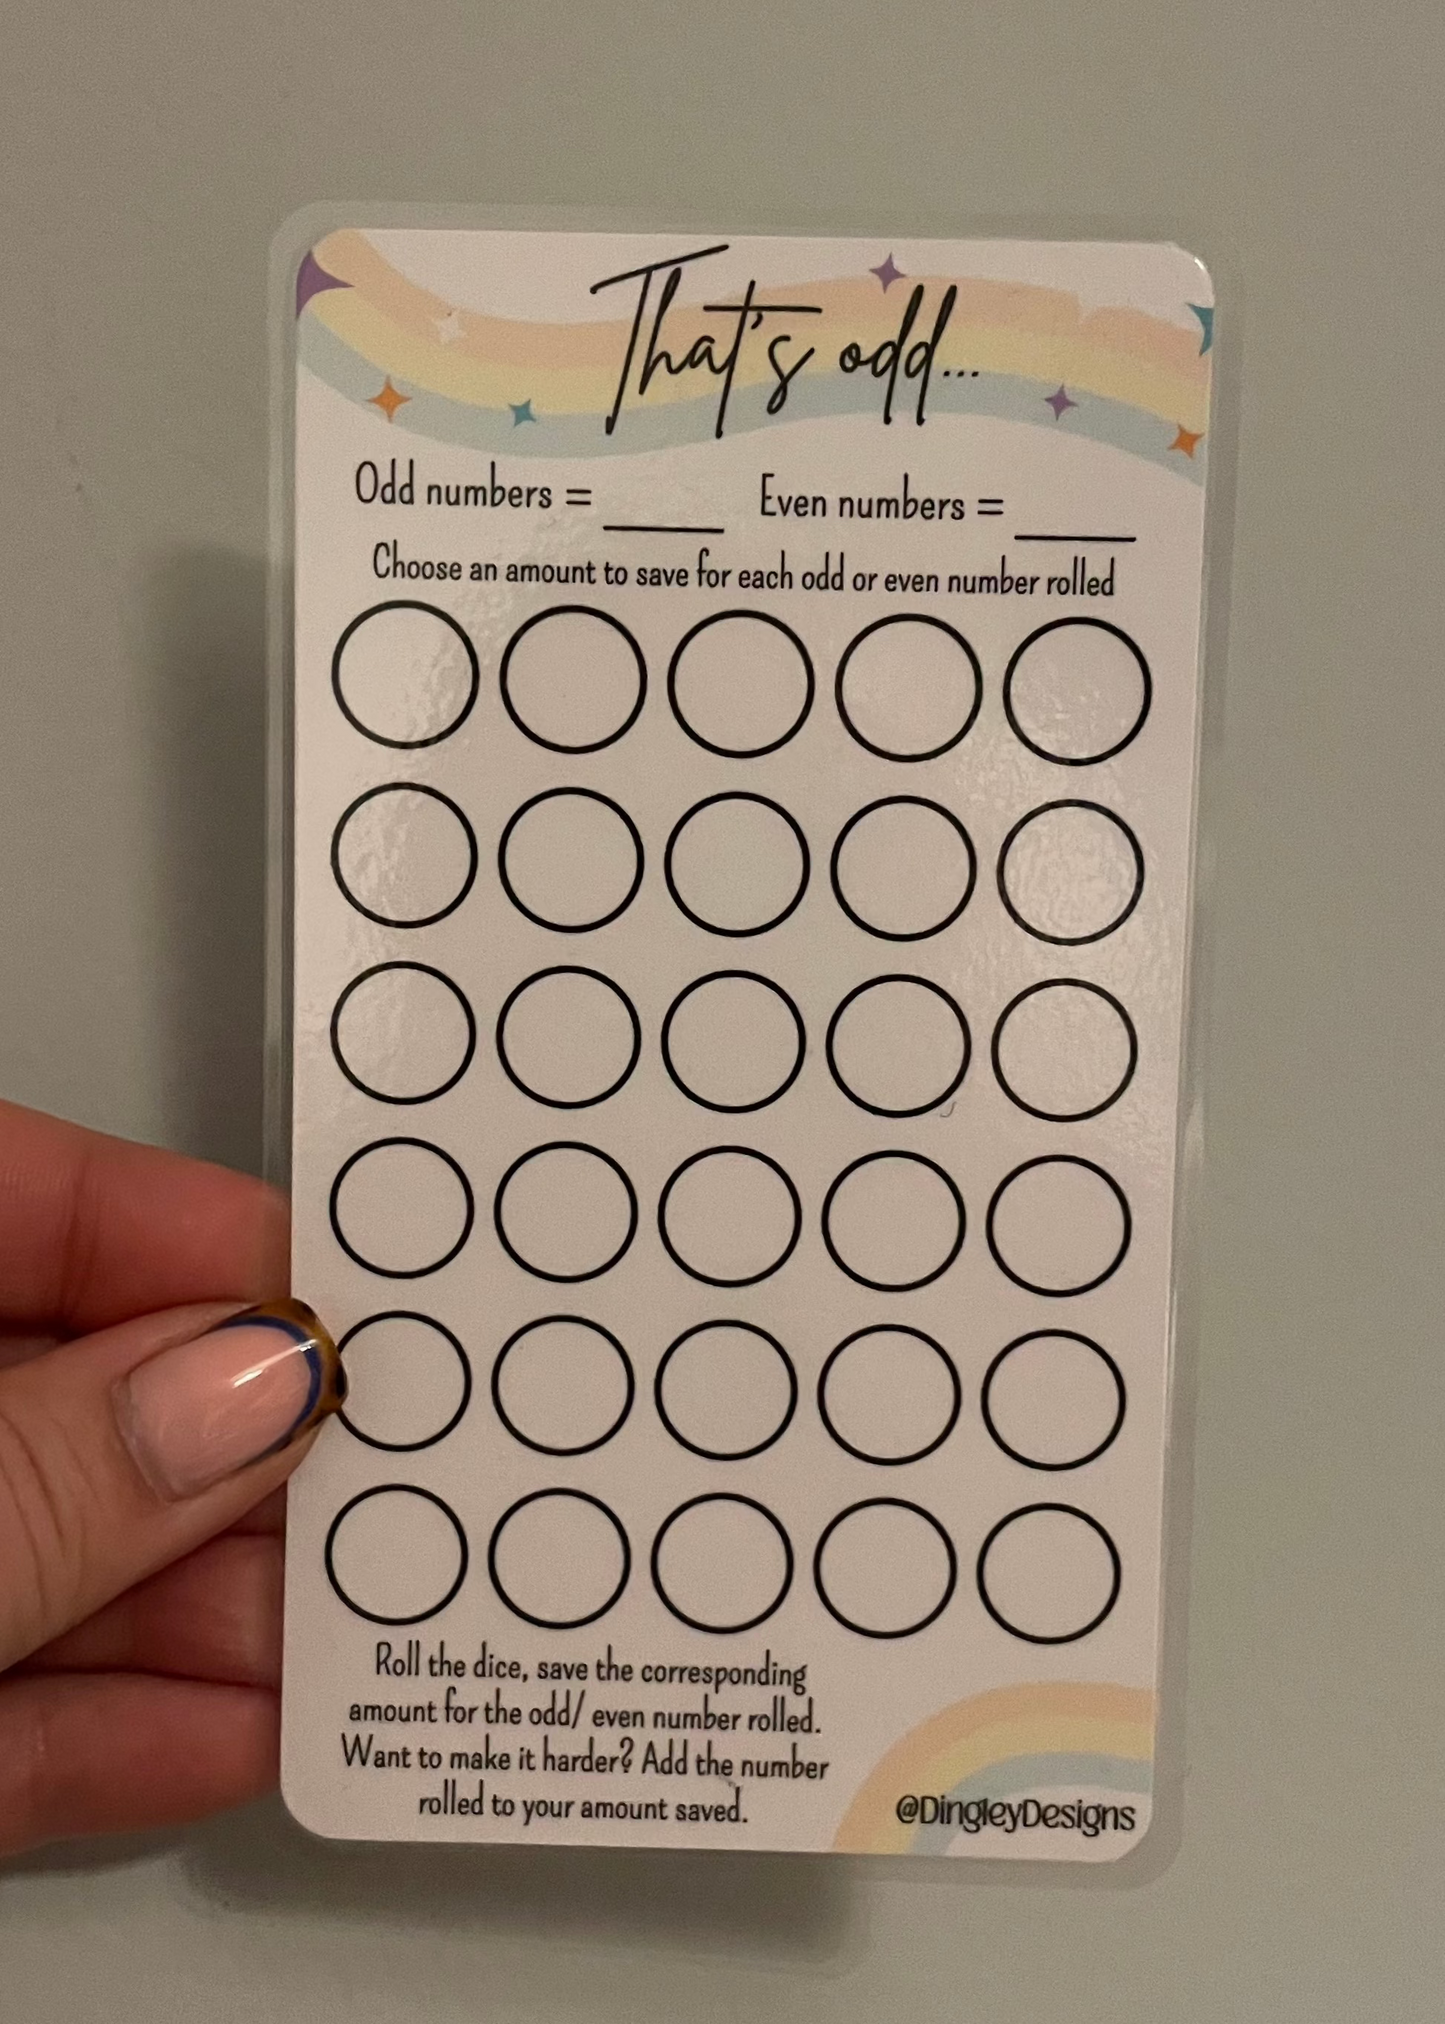 That's odd...
Odd numbers = ______ Even numbers = ______
Choose an amount to save for each odd or even number rolled
Roll the dice, save the corresponding
amount for the odd/ even number rolled.
Want to make it harder? Add the number
rolled to your amount saved.
@DingleyDesigns